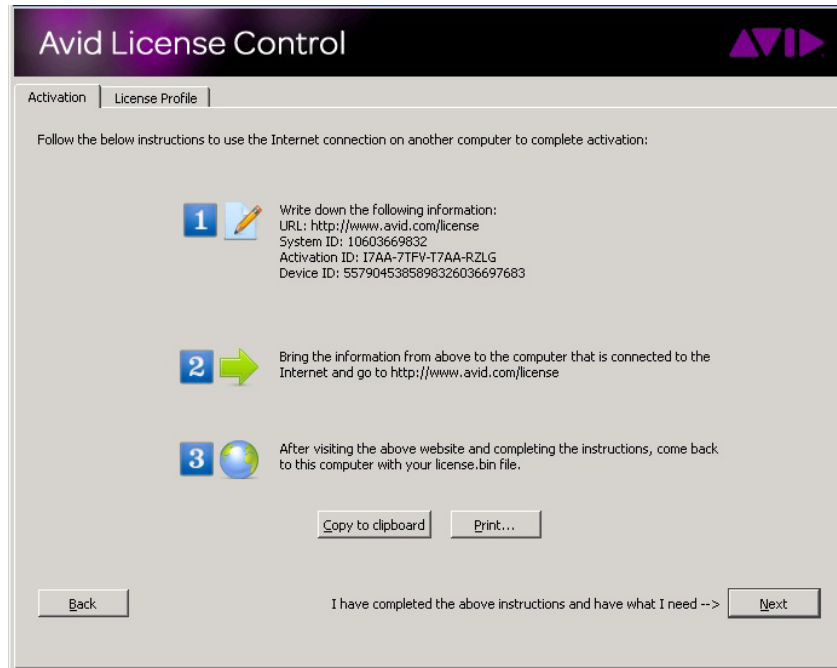 Avid License Control
AVID
Activation
License Profile
Follow the below instructions to use the Internet connection on another computer to complete activation:
1
Write down the following information:
URL: http://www.avid.com/license
System ID: 10603669832
Activation ID: I7AA-7TFV-T7AA-RZLG
Device ID: 5579045385898326036697683
2
Bring the information from above to the computer that is connected to the
Internet and go to http://www.avid.com/license
3
After visiting the above website and completing the instructions, come back
to this computer with your license.bin file.
Copy to clipboard
Print...
Back
I have completed the above instructions and have what I need -->
Next